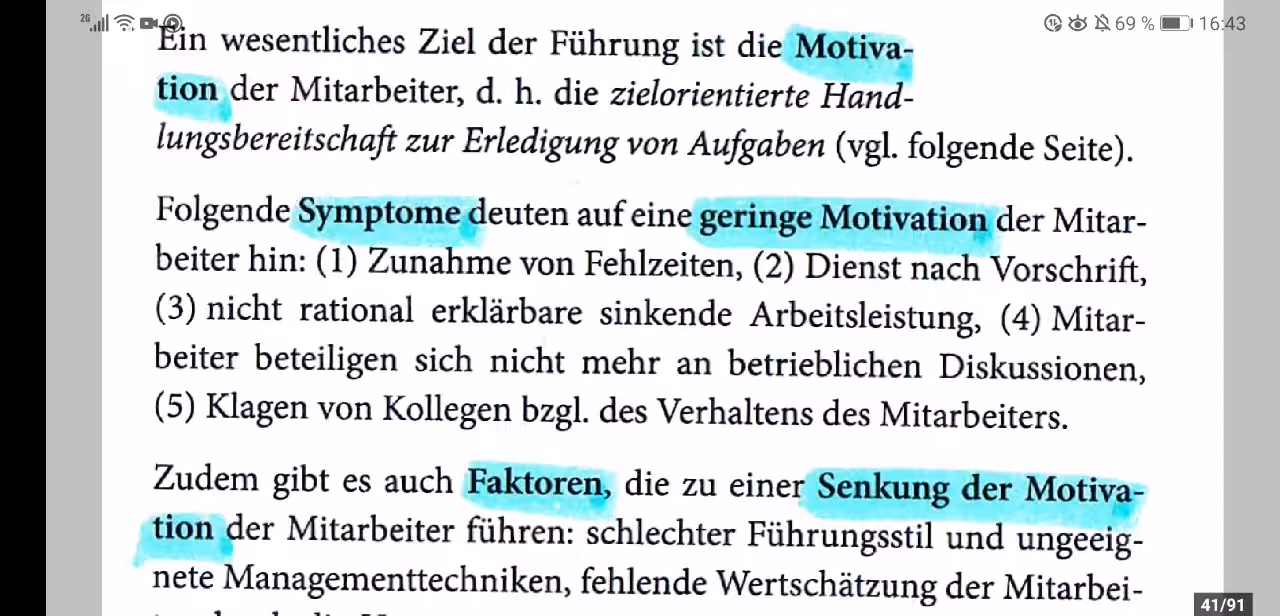 2G 69 % 16:43
Ein wesentliches Ziel der Führung ist die Motiva-
tion der Mitarbeiter, d. h. die zielorientierte Hand-
lungsbereitschaft zur Erledigung von Aufgaben (vgl. folgende Seite).
Folgende Symptome deuten auf eine geringe Motivation der Mitar-
beiter hin: (1) Zunahme von Fehlzeiten, (2) Dienst nach Vorschrift,
(3) nicht rational erklärbare sinkende Arbeitsleistung, (4) Mitar-
beiter beteiligen sich nicht mehr an betrieblichen Diskussionen,
(5) Klagen von Kollegen bzgl. des Verhaltens des Mitarbeiters.
Zudem gibt es auch Faktoren, die zu einer Senkung der Motiva-
tion der Mitarbeiter führen: schlechter Führungsstil und ungeeig-
nete Managementtechniken, fehlende Wertschätzung der Mitarbei-
41/91